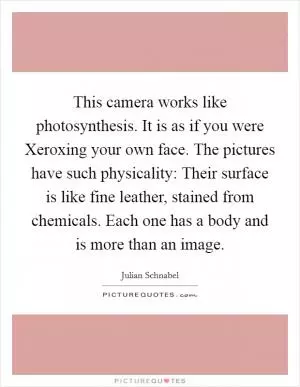 This camera works like
photosynthesis. It is as if you were
Xeroxing your own face. The pictures
have such physicality: Their surface
is like fine leather, stained from
chemicals. Each one has a body and
is more than an image.
Julian Schnabel
PICTURE QUOTES.com
PICTUREQUOTES